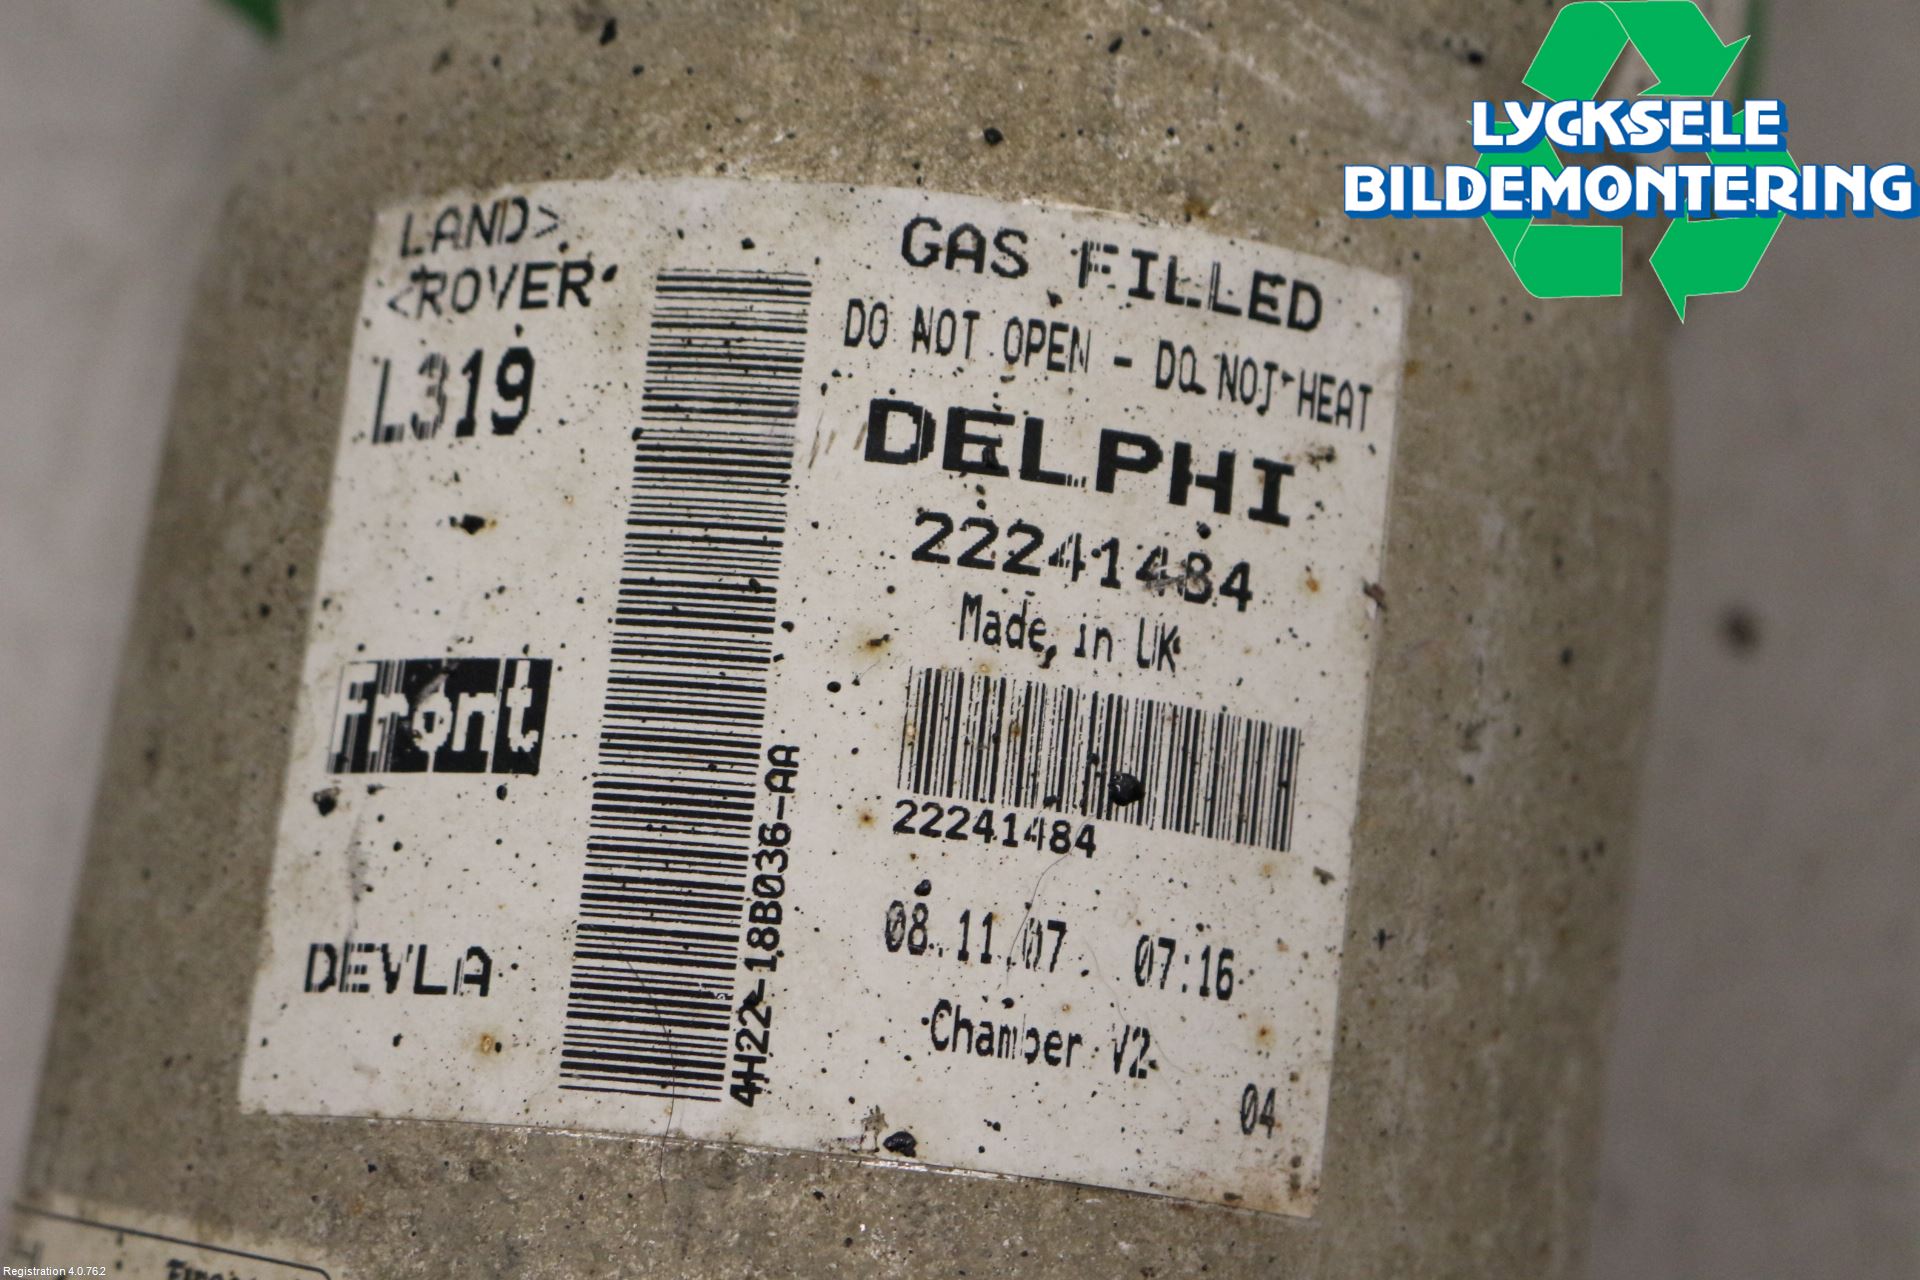 LYCKSELE
BILDEMONTERING
LAND>
<ROVER
L319
Front
DEVLA
4H22-18B036-AA
GAS FILLED
DO NOT OPEN - DO NOT HEAT
DELPHI
22241484
Made in UK
22241484
08.11.07 07:16
Chamber V2
04
Registration 4.0.762